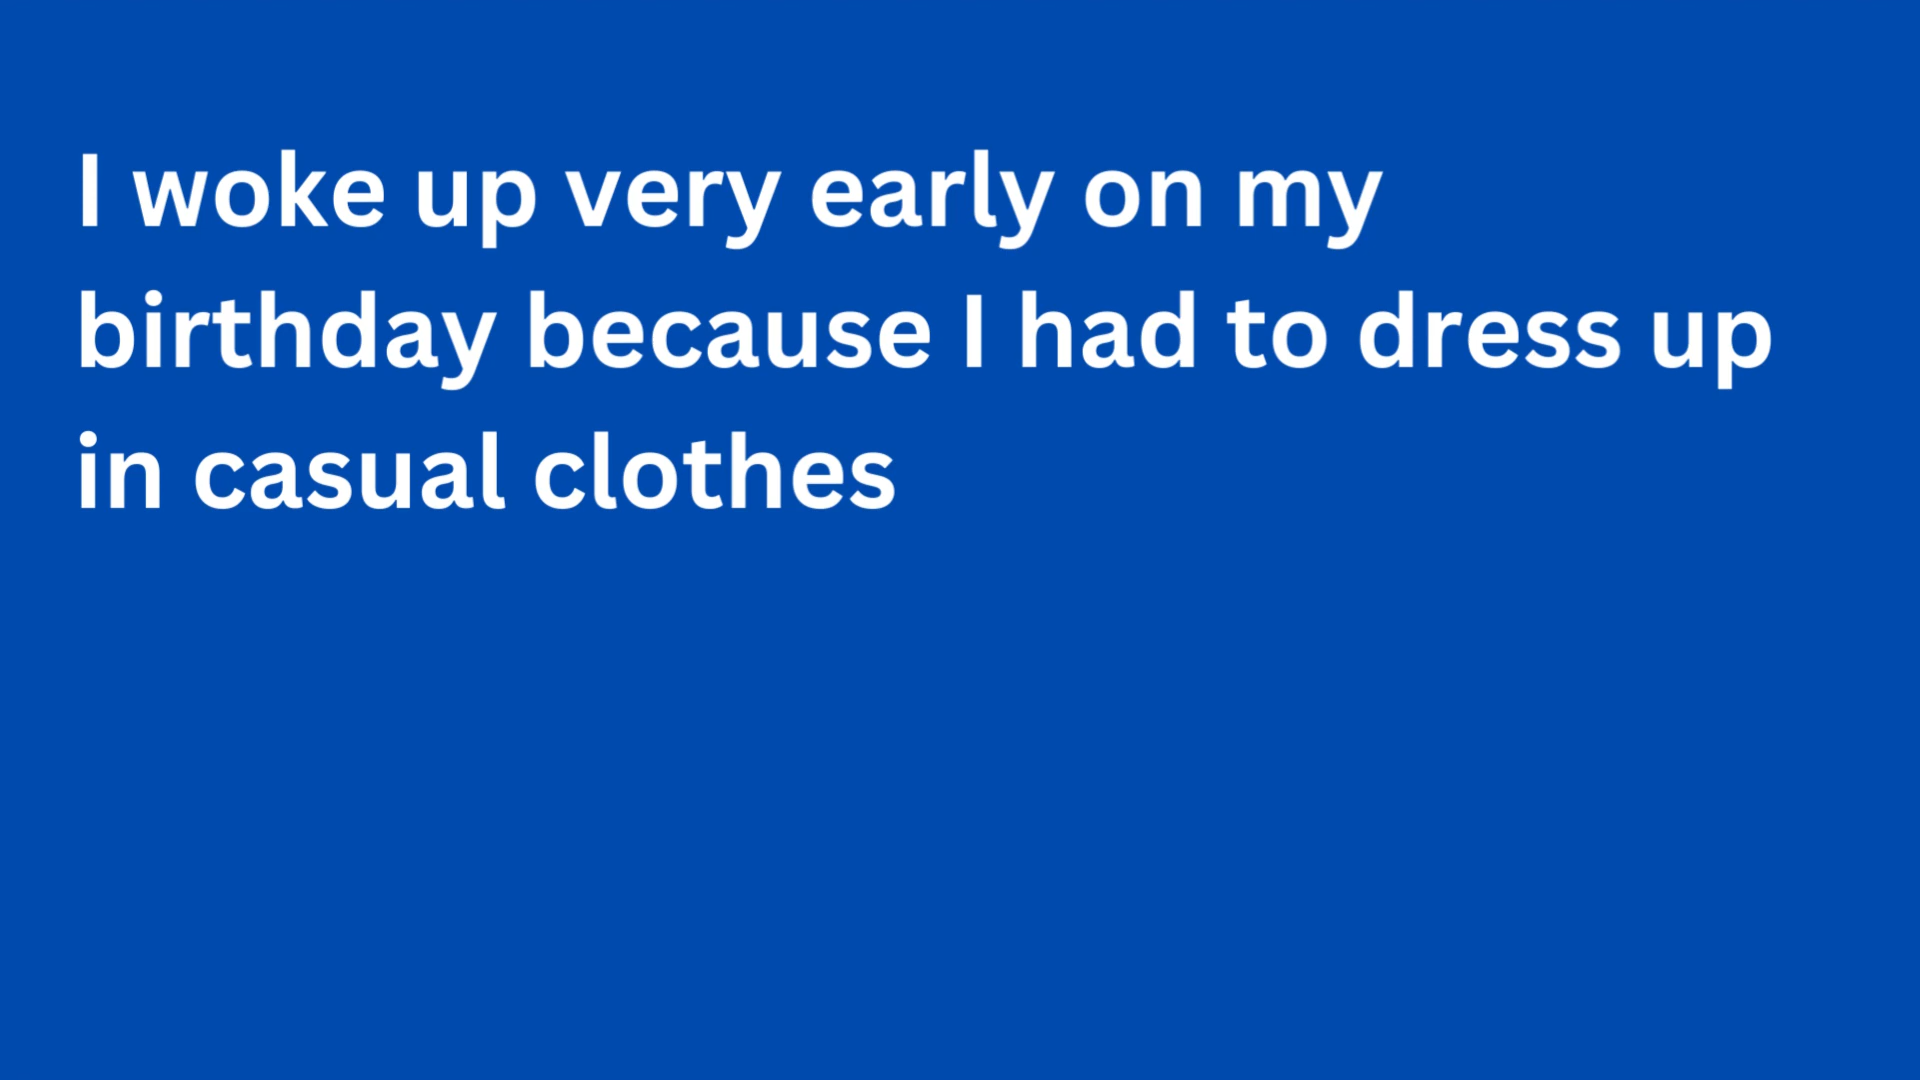 I woke up very early on my
birthday because I had to dress up
in casual clothes